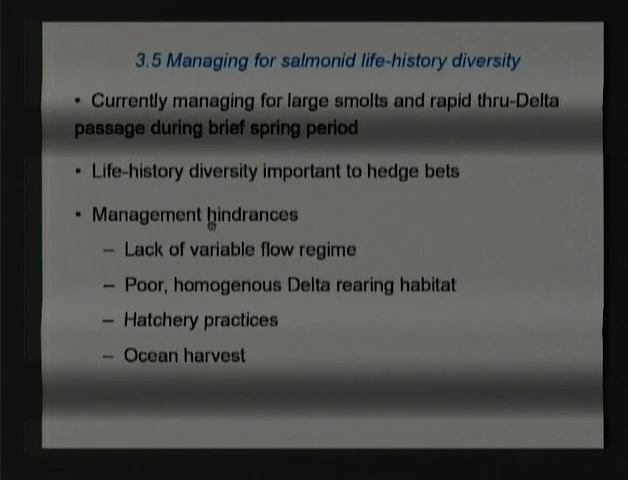 3.5 Managing for salmonid life-history diversity
• Currently managing for large smolts and rapid thru-Delta
passage during brief spring period
• Life-history diversity important to hedge bets
• Management hindrances
– Lack of variable flow regime
– Poor, homogenous Delta rearing habitat
– Hatchery practices
– Ocean harvest